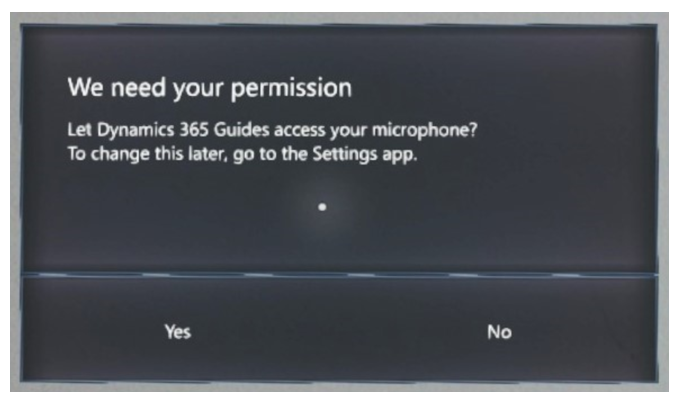 We need your permission
Let Dynamics 365 Guides access your microphone?
To change this later, go to the Settings app.
Yes
No